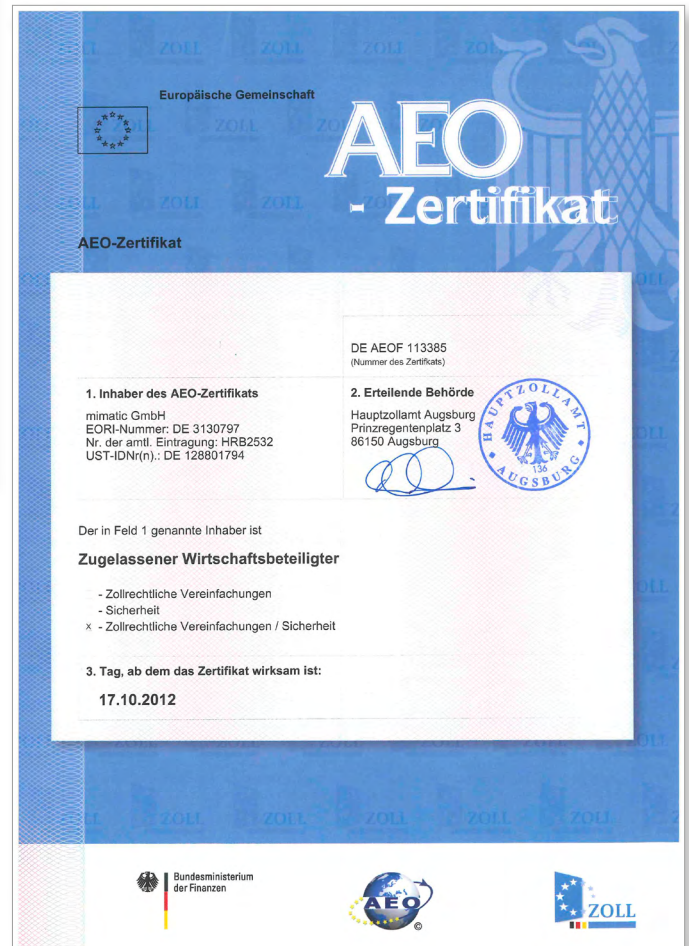 Europäische Gemeinschaft
AEO
- Zertifikat
AEO-Zertifikat
DE AEOF 113385
(Nummer des Zertifkats)
1. Inhaber des AEO-Zertifikats
mimatic GmbH
EORI-Nummer: DE 3130797
Nr. der amtl. Eintragung: HRB2532
UST-IDNr(n).: DE 128801794
2. Erteilende Behörde
Hauptzollamt Augsburg
Prinzregentenplatz 3
86150 Augsburg
HAUPTZOLLAMT
136
AUGSBURG
Der in Feld 1 genannte Inhaber ist
Zugelassener Wirtschaftsbeteiligter
- Zollrechtliche Vereinfachungen
- Sicherheit
x - Zollrechtliche Vereinfachungen / Sicherheit
3. Tag, ab dem das Zertifikat wirksam ist:
17.10.2012
Bundesministerium
der Finanzen
AEO
©
ZOLL